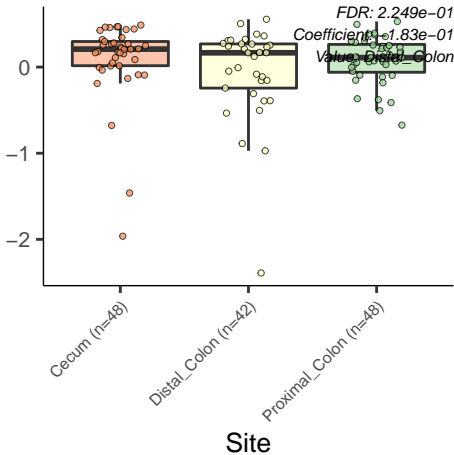 FDR: 2.249e−01
Coefficient: −1.83e−01
Value: Distal_Colon
0
−1
−2
Cecum (n=48)
Distal_Colon (n=42)
Proximal_Colon (n=48)
Site